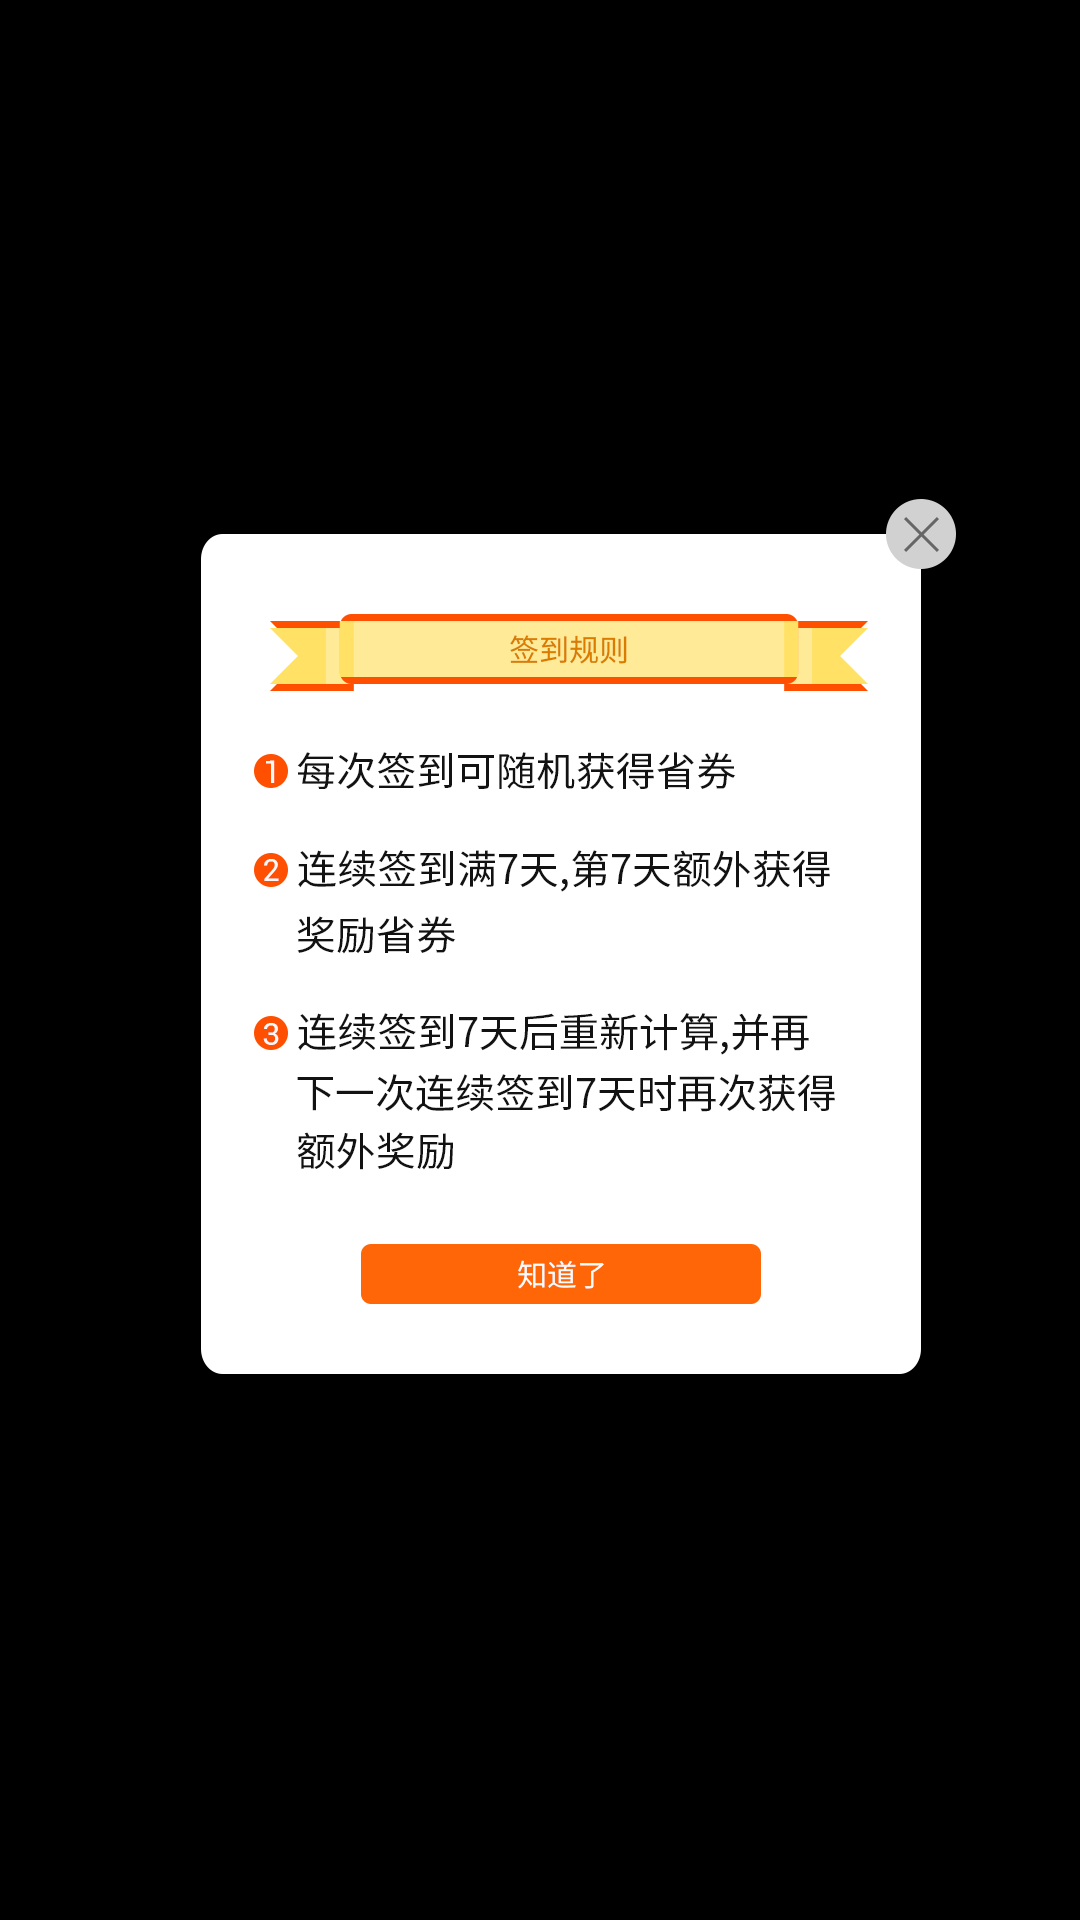 签到规则
1 每次签到可随机获得省券
2 连续签到满7天,第7天额外获得
奖励省券
3 连续签到7天后重新计算,并再
下一次连续签到7天时再次获得
额外奖励
知道了